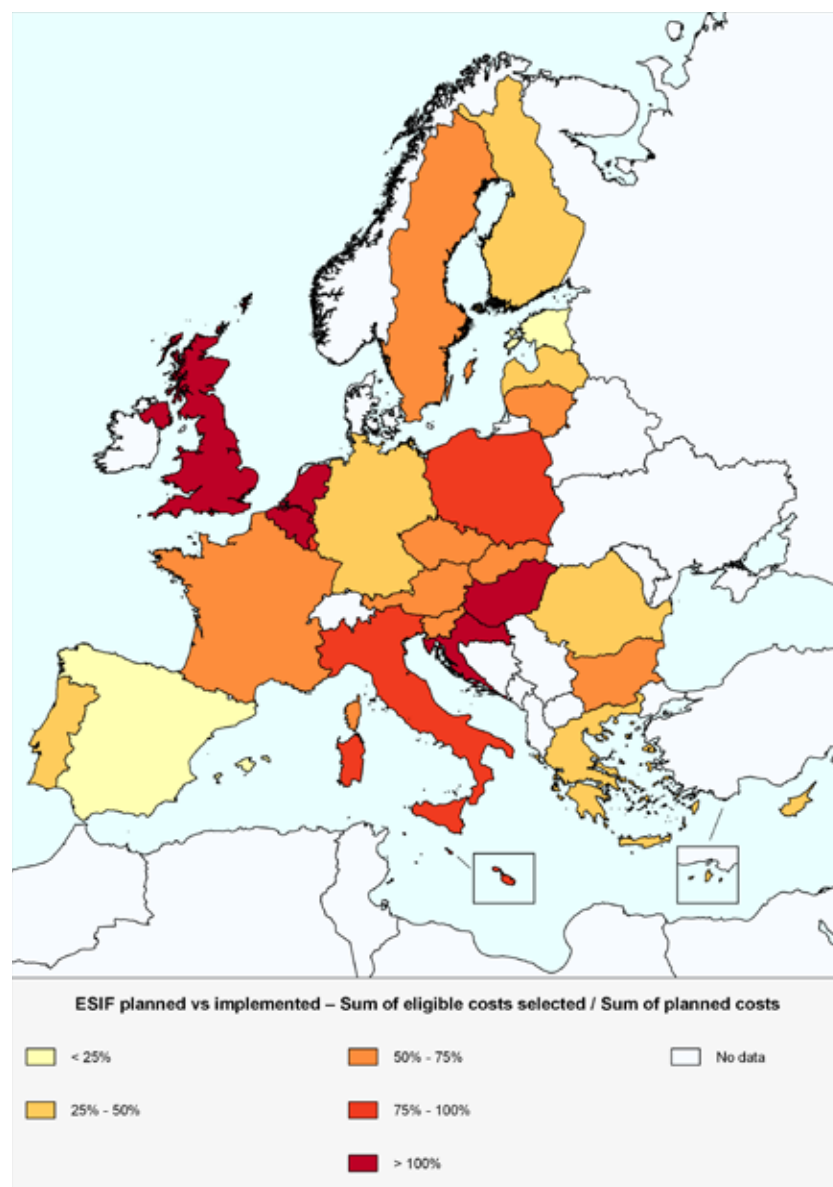 ESIF planned vs implemented – Sum of eligible costs selected / Sum of planned costs
< 25%
50% - 75%
No data
25% - 50%
75% - 100%
> 100%